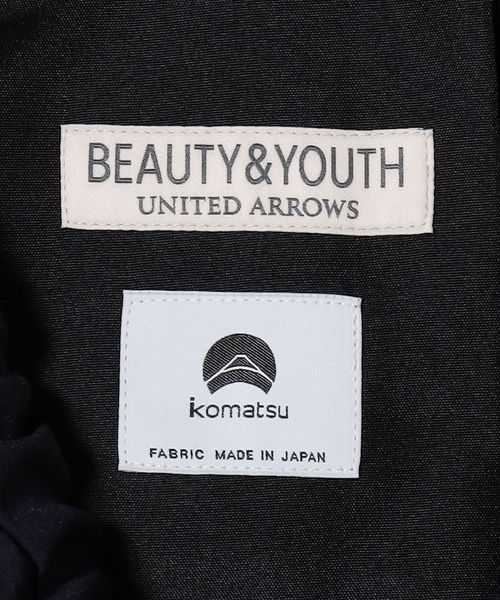 BEAUTY&YOUTH
UNITED ARROWS
komatsu
FABRIC MADE IN JAPAN